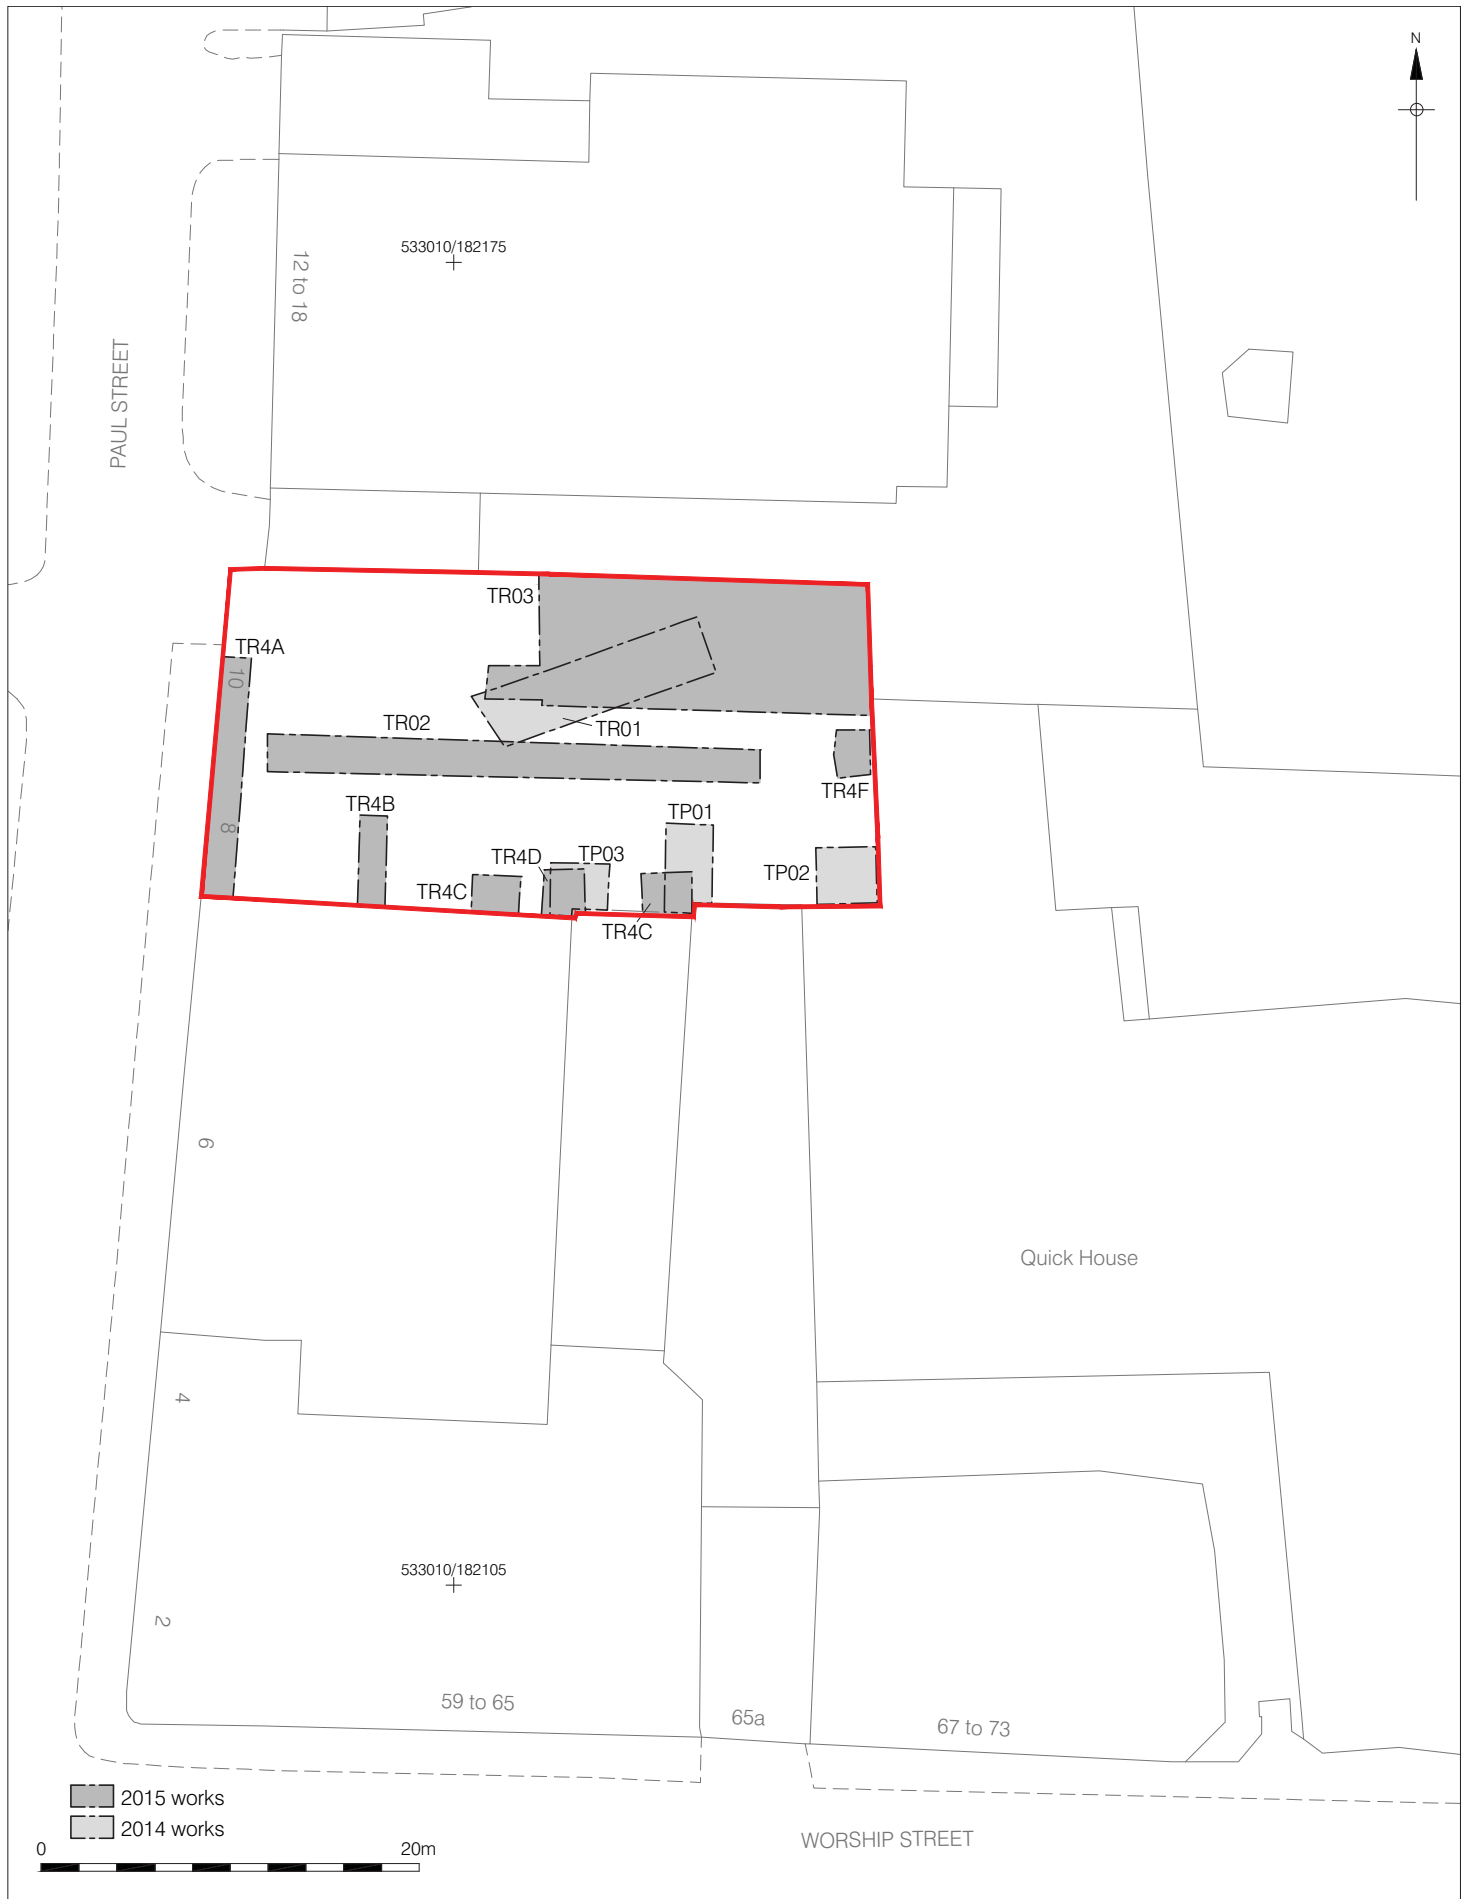 N
533010/182175
12 to 18
PAUL STREET
TR03
TR4A
10
TR02
TR01
TR4F
TR4B
TP01
8
TR4D
TP03
TP02
TR4C
TR4C
6
Quick House
4
533010/182105
2
59 to 65
65a
67 to 73
2015 works
2014 works
0
20m
WORSHIP STREET